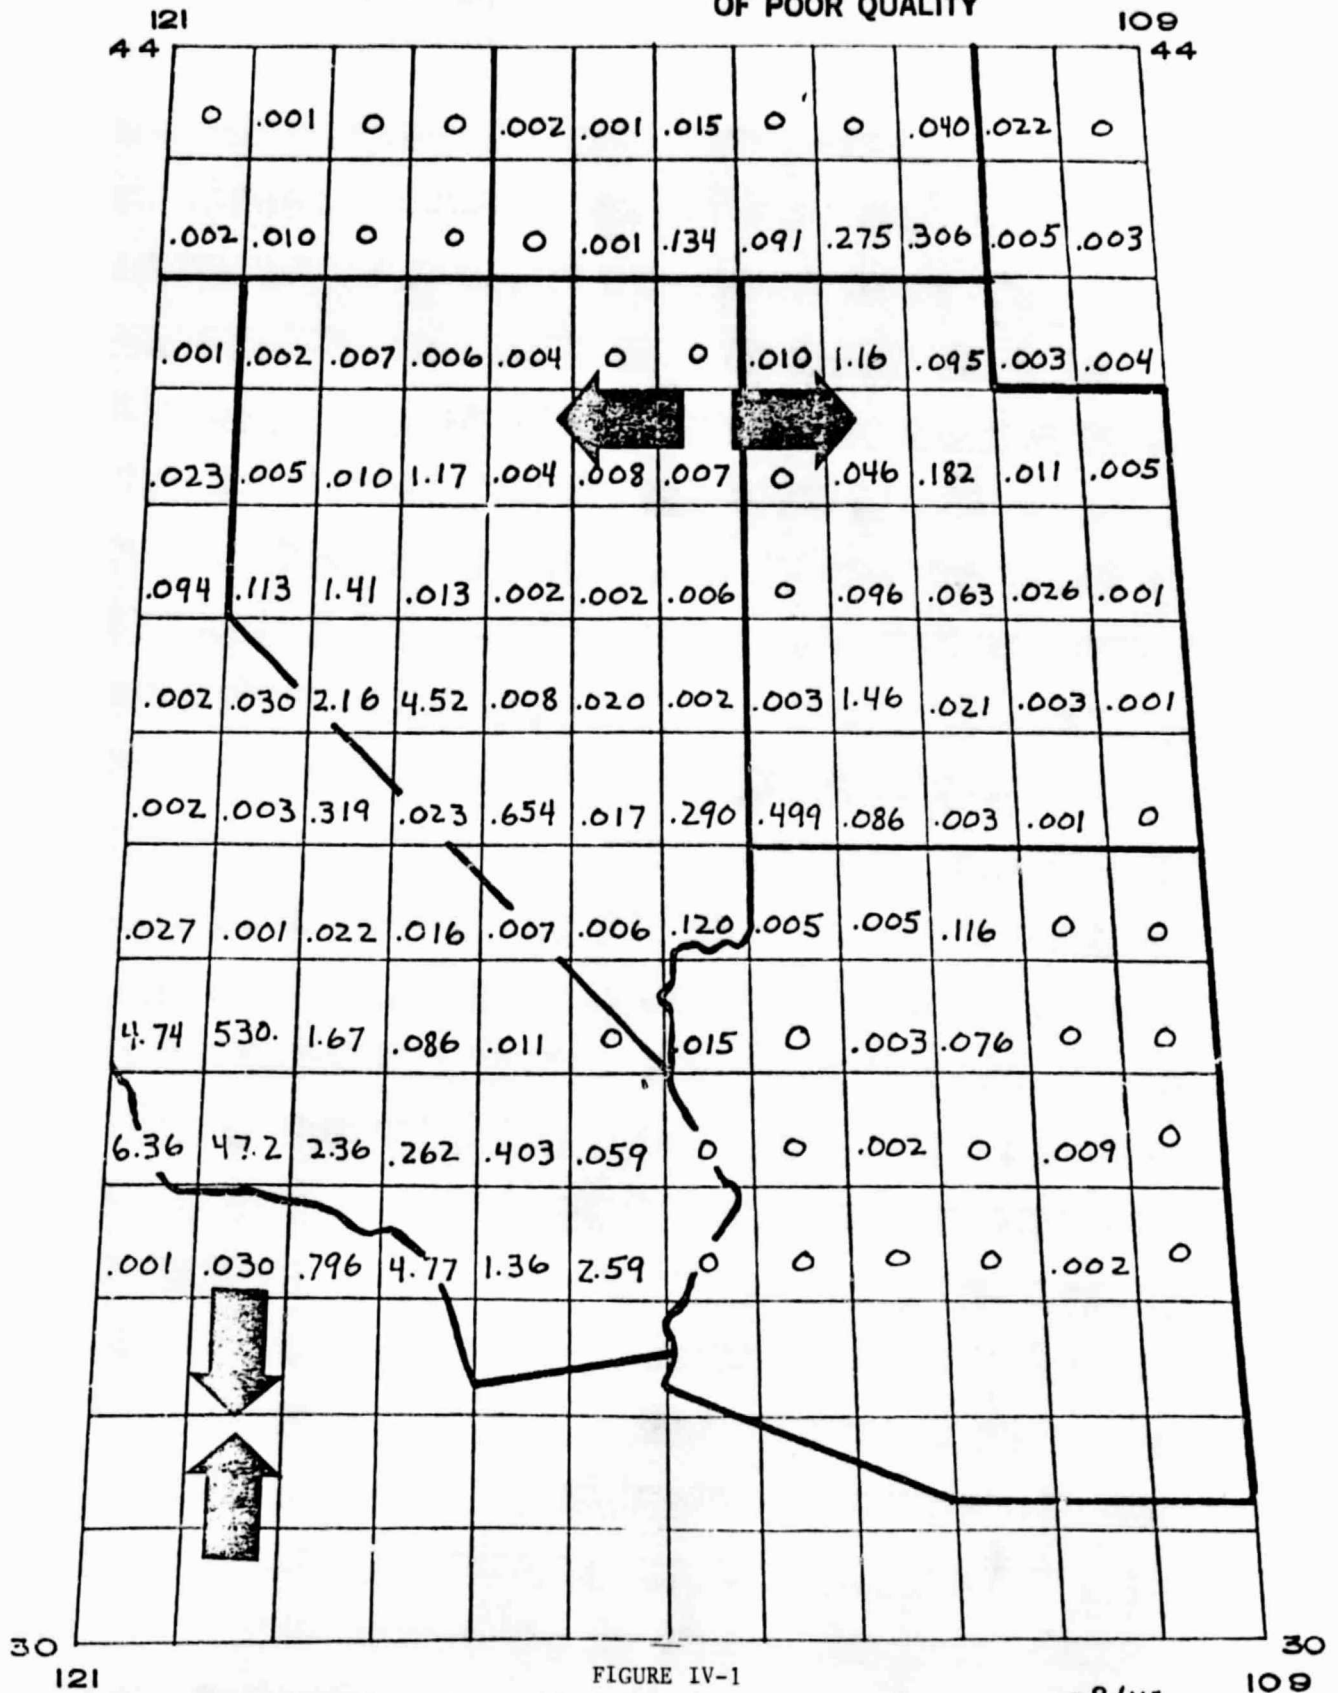 OF POOR QUALITY
121 109
44 44
0 .001 0 0 .002 .001 .015 0 0 .040 .022 0
.002 .010 0 0 0 .001 .134 .091 .275 .306 .005 .003
.001 .002 .007 .006 .004 0 0 .010 1.16 .095 .003 .004
.023 .005 .010 1.17 .004 .008 .007 0 .046 .182 .011 .005
.094 .113 1.41 .013 .002 .002 .006 0 .096 .063 .026 .001
.002 .030 2.16 4.52 .008 .020 .002 .003 1.46 .021 .003 .001
.002 .003 .319 .023 .654 .017 .290 .499 .086 .003 .001 0
.027 .001 .022 .016 .007 .006 .120 .005 .005 .116 0 0
4.74 530. 1.67 .086 .011 0 .015 0 .003 .076 0 0
6.36 47.2 2.36 .262 .403 .059 0 0 .002 0 .009 0
.001 .030 .796 4.77 1.36 2.59 0 0 0 0 .002 0
30 30
121 FIGURE IV-1 109